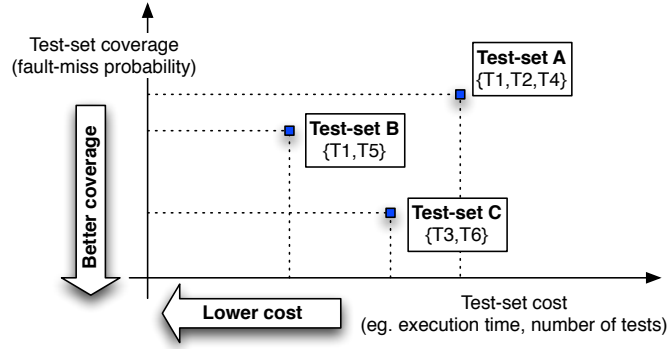 Test-set coverage
(fault-miss probability)
Test-set A
{T1,T2,T4}
Test-set B
{T1,T5}
Test-set C
{T3,T6}
Better coverage
Lower cost
Test-set cost
(eg. execution time, number of tests)